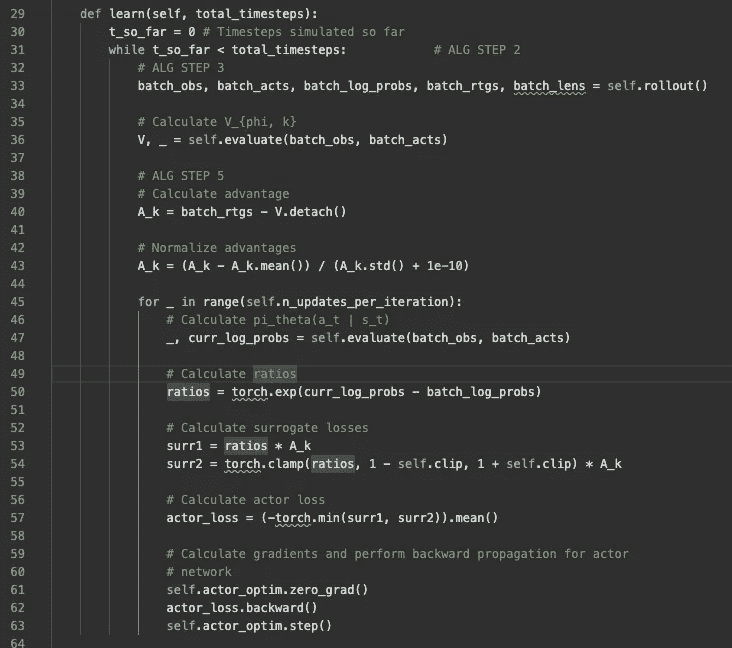 29 def learn(self, total_timesteps):
30 t_so_far = 0 # Timesteps simulated so far
31 while t_so_far < total_timesteps: # ALG STEP 2
32 # ALG STEP 3
33 batch_obs, batch_acts, batch_log_probs, batch_rtgs, batch_lens = self.rollout()
34
35 # Calculate V_{phi, k}
36 V, _ = self.evaluate(batch_obs, batch_acts)
37
38 # ALG STEP 5
39 # Calculate advantage
40 A_k = batch_rtgs - V.detach()
41
42 # Normalize advantages
43 A_k = (A_k - A_k.mean()) / (A_k.std() + 1e-10)
44
45 for _ in range(self.n_updates_per_iteration):
46 # Calculate pi_theta(a_t | s_t)
47 _, curr_log_probs = self.evaluate(batch_obs, batch_acts)
48
49 # Calculate ratios
50 ratios = torch.exp(curr_log_probs - batch_log_probs)
51
52 # Calculate surrogate losses
53 surr1 = ratios * A_k
54 surr2 = torch.clamp(ratios, 1 - self.clip, 1 + self.clip) * A_k
55
56 # Calculate actor loss
57 actor_loss = (-torch.min(surr1, surr2)).mean()
58
59 # Calculate gradients and perform backward propagation for actor
60 # network
61 self.actor_optim.zero_grad()
62 actor_loss.backward()
63 self.actor_optim.step()
64